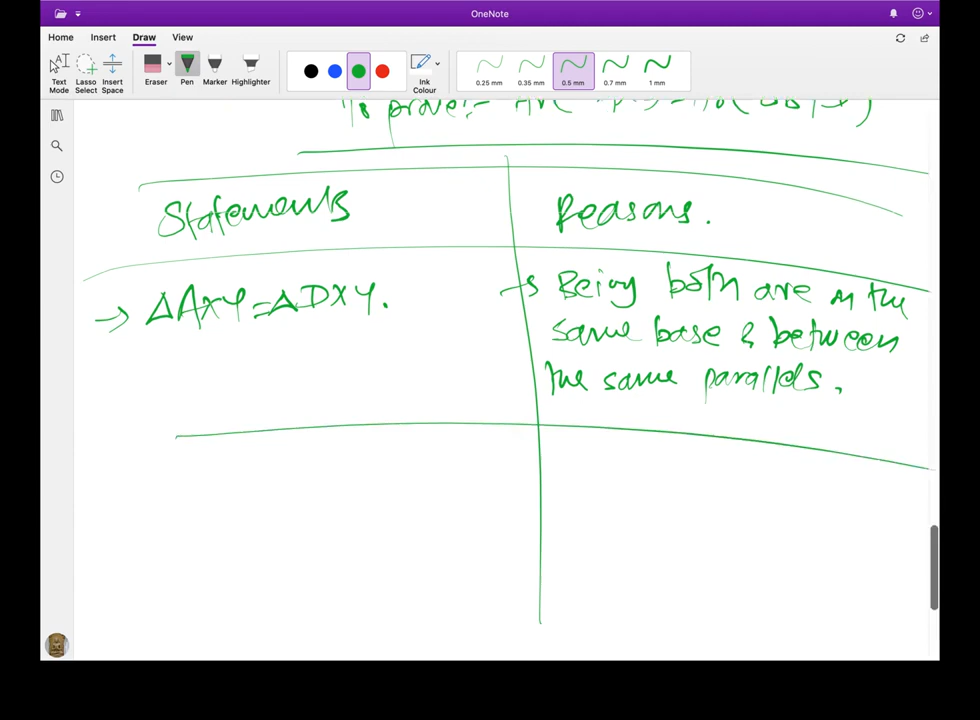 OneNote
Home Insert Draw View
Text Mode
Lasso Select
Insert Space
Eraser
Pen
Marker
Highlighter
Ink Colour
0.25 mm
0.35 mm
0.5 mm
0.7 mm
1 mm
To prove:-
Statements
Reasons.
→ ΔAXY=ΔDXY.
→ Being both are on the
same base & between
the same parallels.